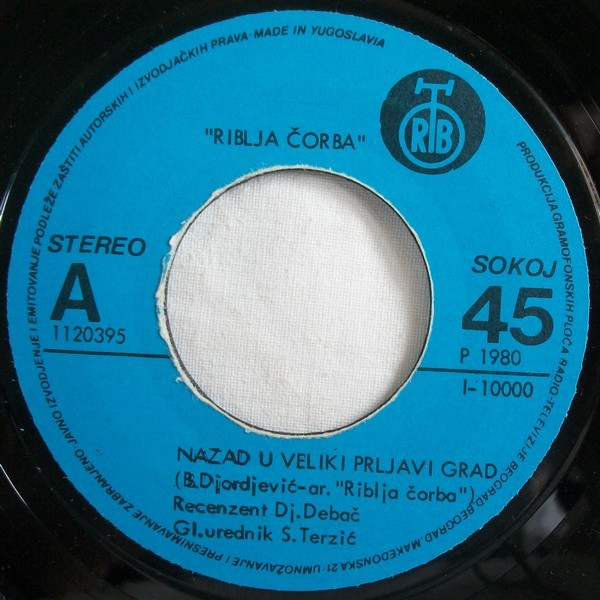 PRODUKCIJA GRAMOFONSKIH PLOČA RADIO-TELEVIZIJE BEOGRAD, BEOGRAD, MAKEDONSKA 21·UMNOŽAVANJE I PRESNIMAVANJE ZABRANJENO JAVNO IZVODJENJE I EMITOVANJE PODLEŽE ZAŠTITI AUTORSKIH I IZVODJAČKIH PRAVA·MADE IN YUGOSLAVIA
RTB
"RIBLJA ČORBA"
STEREO
A
1120395
SOKOJ
45
P 1980
I-10000
NAZAD U VELIKI PRLJAVI GRAD
(B.Djordjević-ar. "Riblja čorba")
Recenzent Dj.Debač
Gl.urednik S.Terzić